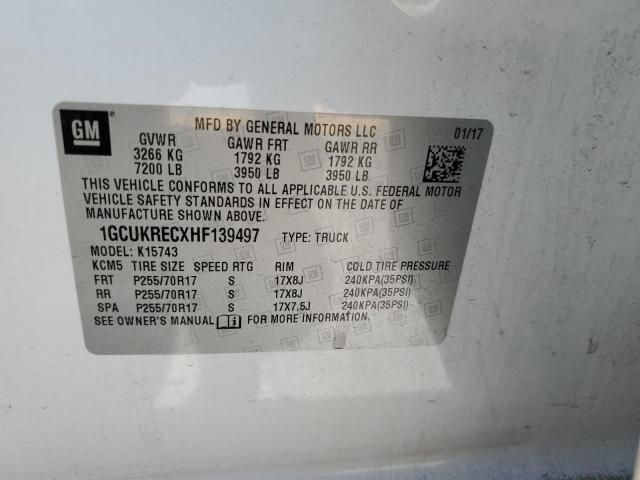 GM
MFD BY GENERAL MOTORS LLC 01/17
GVWR GAWR FRT GAWR RR
3266 KG 1792 KG 1792 KG
7200 LB 3950 LB 3950 LB
THIS VEHICLE CONFORMS TO ALL APPLICABLE U.S. FEDERAL MOTOR
VEHICLE SAFETY STANDARDS IN EFFECT ON THE DATE OF
MANUFACTURE SHOWN ABOVE.
1GCUKRECXHF139497 TYPE: TRUCK
MODEL: K15743
KCM5 TIRE SIZE SPEED RTG RIM COLD TIRE PRESSURE
FRT P255/70R17 S 17X8J 240KPA(35PSI)
RR P255/70R17 S 17X8J 240KPA(35PSI)
SPA P255/70R17 S 17X7.5J 240KPA(35PSI)
SEE OWNER'S MANUAL FOR MORE INFORMATION